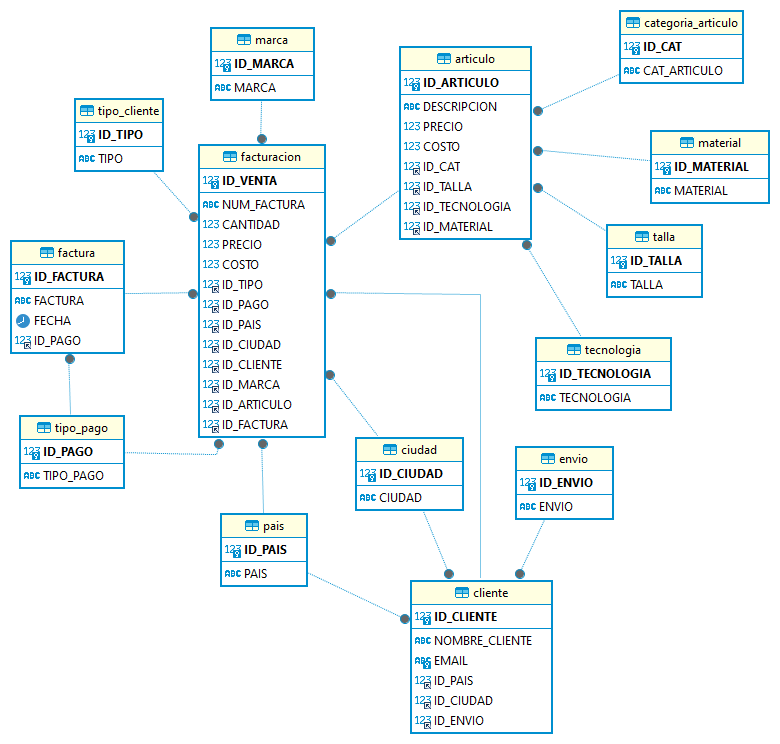 marca
123 ID_MARCA
ABC MARCA
tipo_cliente
123 ID_TIPO
ABC TIPO
factura
123 ID_FACTURA
ABC FACTURA
FECHA
123 ID_PAGO
tipo_pago
123 ID_PAGO
ABC TIPO_PAGO
facturacion
123 ID_VENTA
ABC NUM_FACTURA
123 CANTIDAD
123 PRECIO
123 COSTO
123 ID_TIPO
123 ID_PAGO
123 ID_PAIS
123 ID_CIUDAD
123 ID_CLIENTE
123 ID_MARCA
123 ID_ARTICULO
123 ID_FACTURA
articulo
123 ID_ARTICULO
ABC DESCRIPCION
123 PRECIO
123 COSTO
123 ID_CAT
123 ID_TALLA
123 ID_TECNOLOGIA
123 ID_MATERIAL
categoria_articulo
123 ID_CAT
ABC CAT_ARTICULO
material
123 ID_MATERIAL
ABC MATERIAL
talla
123 ID_TALLA
ABC TALLA
tecnologia
123 ID_TECNOLOGIA
ABC TECNOLOGIA
ciudad
123 ID_CIUDAD
ABC CIUDAD
envio
123 ID_ENVIO
ABC ENVIO
pais
123 ID_PAIS
ABC PAIS
cliente
123 ID_CLIENTE
ABC NOMBRE_CLIENTE
ABC EMAIL
123 ID_PAIS
123 ID_CIUDAD
123 ID_ENVIO